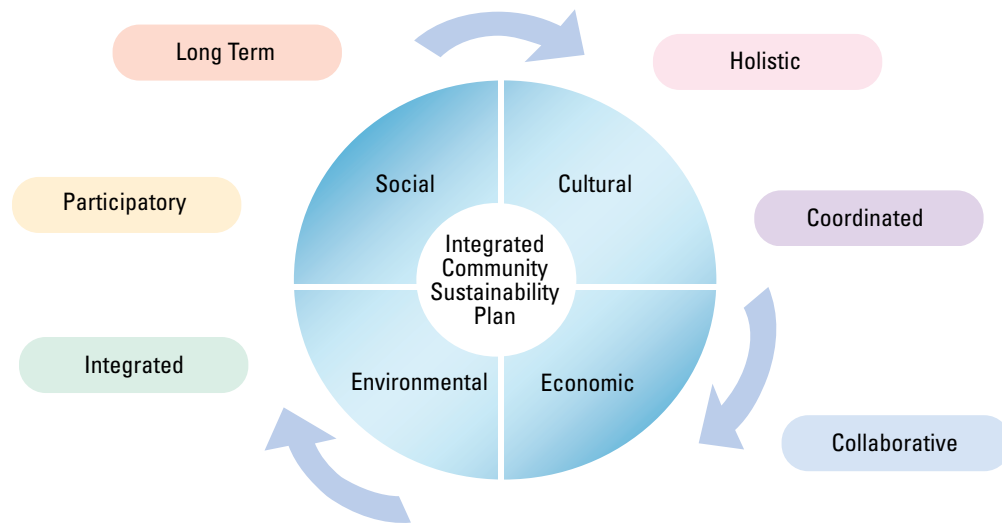 Long Term
Holistic
Social
Cultural
Participatory
Coordinated
Integrated
Community
Sustainability
Plan
Integrated
Environmental
Economic
Collaborative